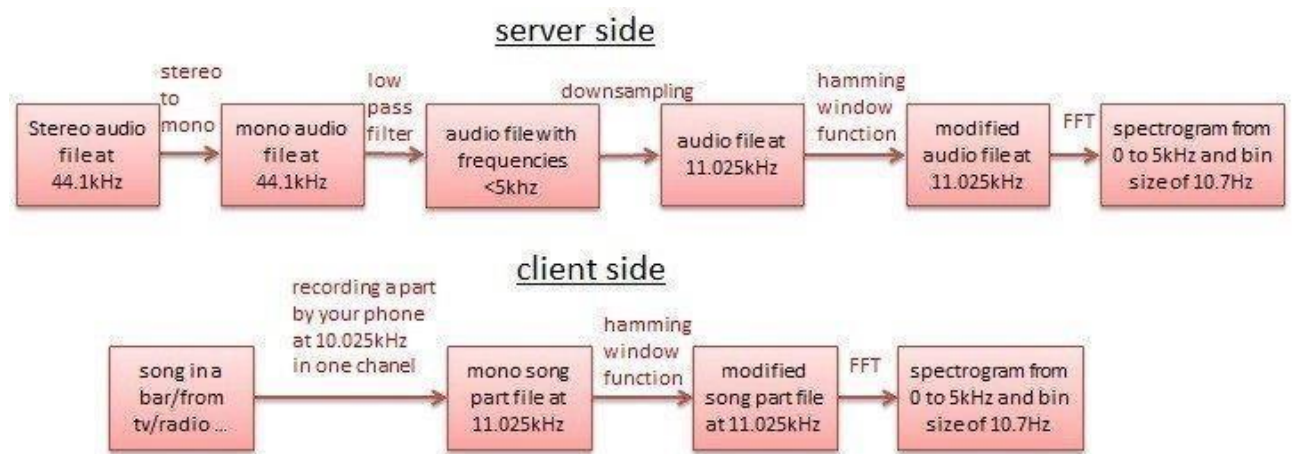 server side
stereo
to
mono
low
pass
filter
downsampling
hamming
window
function
FFT
Stereo audio
file at
44.1kHz
mono audio
file at
44.1kHz
audio file with
frequencies
<5khz
audio file at
11.025kHz
modified
audio file at
11.025kHz
spectrogram from
0 to 5kHz and bin
size of 10.7Hz
client side
recording a part
by your phone
at 10.025kHz
in one chanel
hamming
window
function
FFT
song in a
bar/from
tv/radio ...
mono song
part file at
11.025kHz
modified
song part file
at 11.025kHz
spectrogram from
0 to 5kHz and bin
size of 10.7Hz